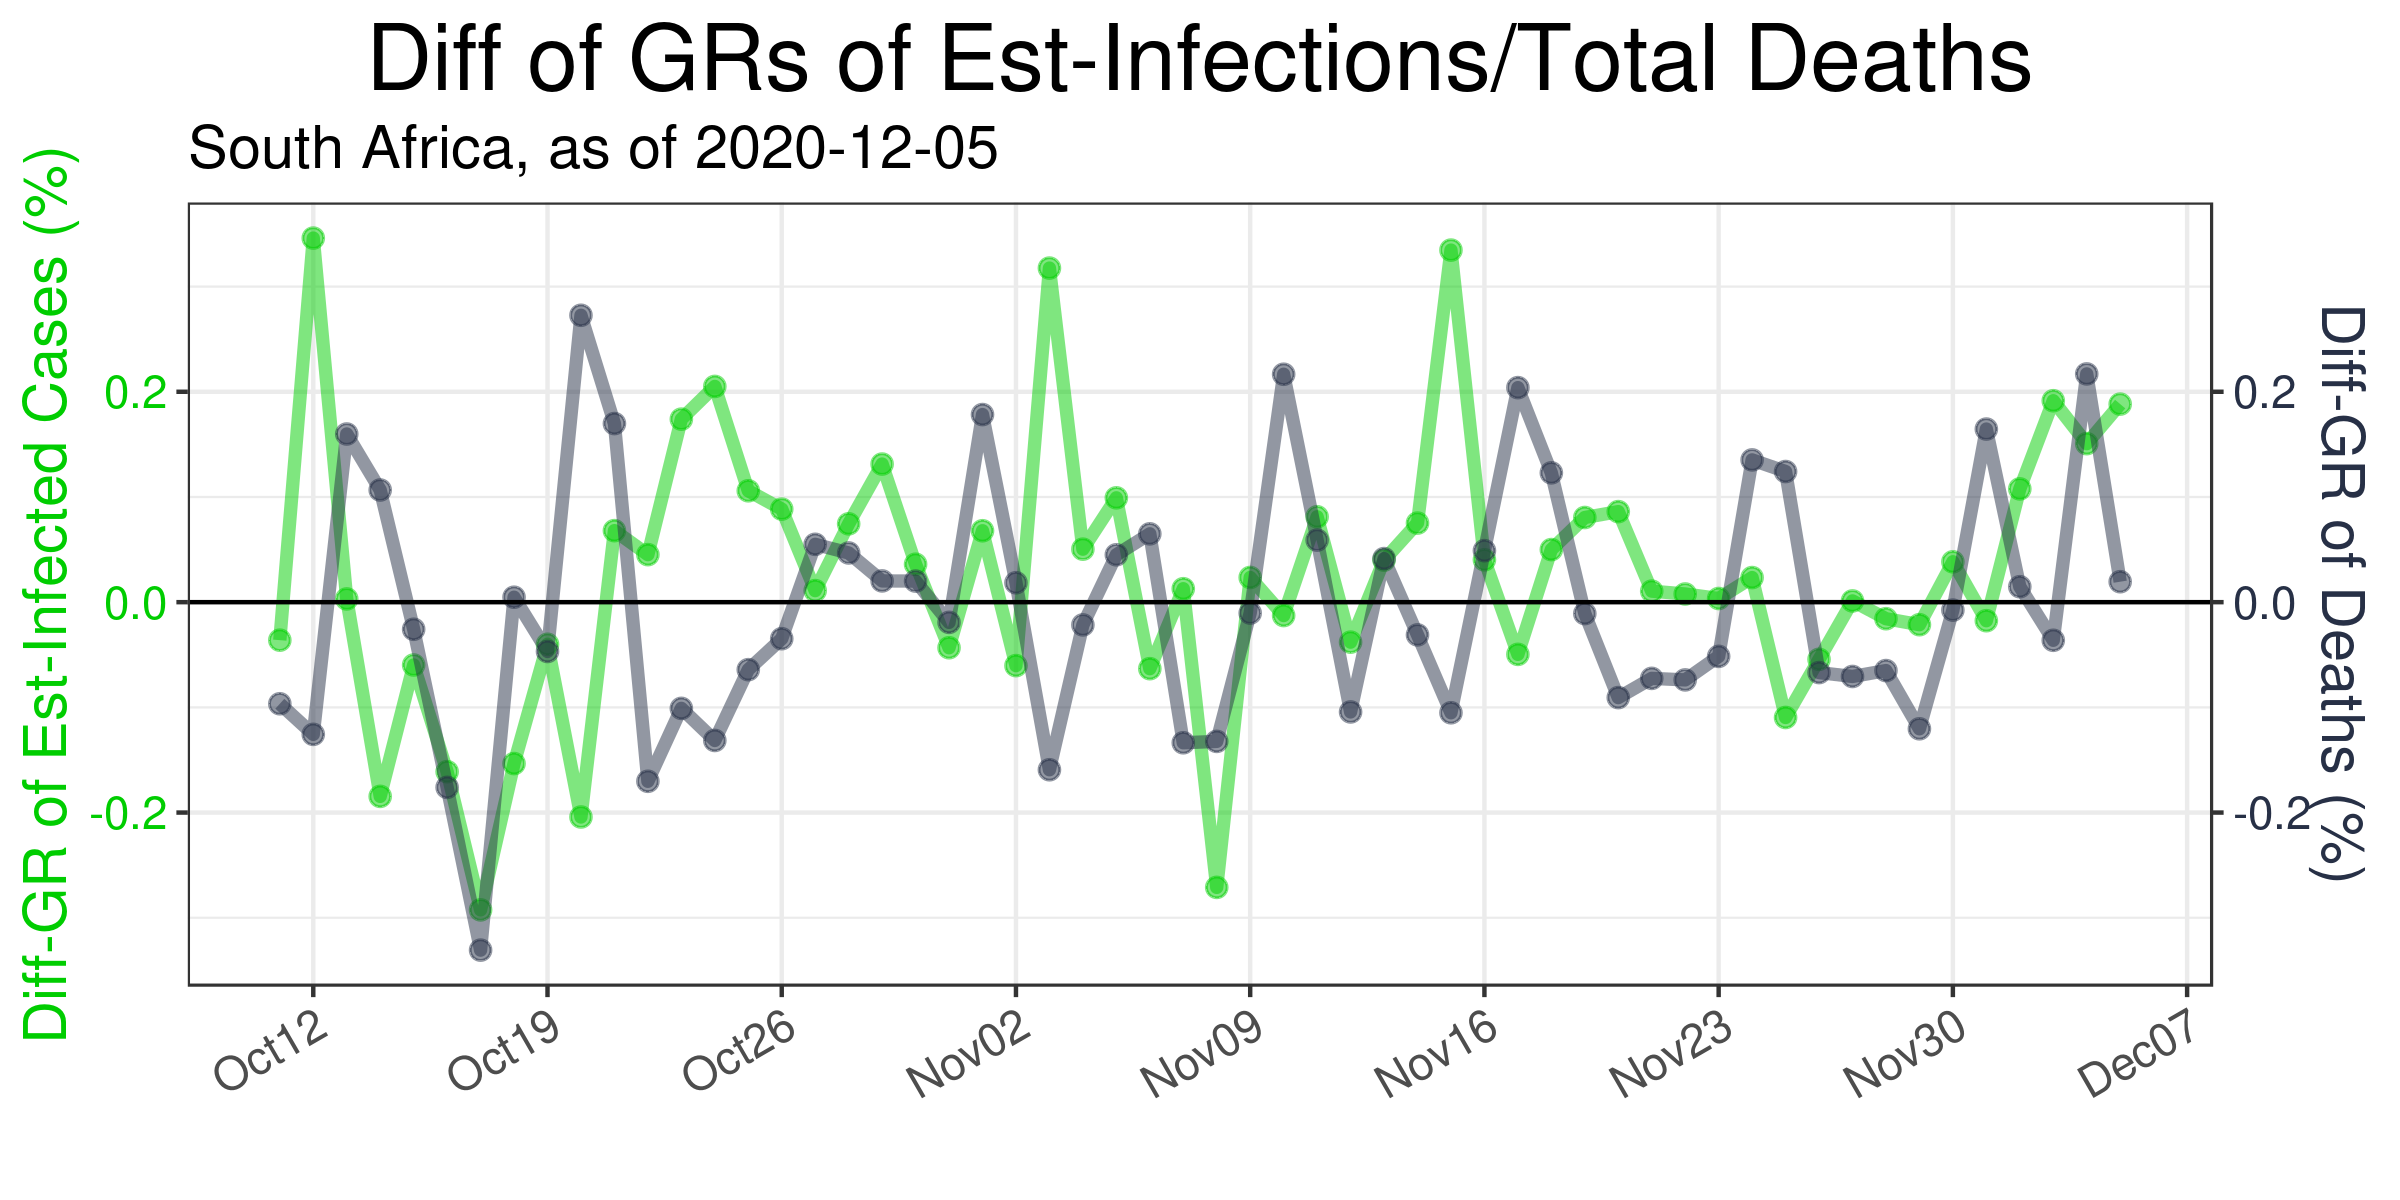 Diff of GRs of Est-Infections/Total Deaths
South Africa, as of 2020-12-05
Diff-GR of Est-Infected Cases (%)
0.2
0.0
-0.2
0.2
0.0
-0.2
Diff-GR of Deaths (%)
Oct12
Oct19
Oct26
Nov02
Nov09
Nov16
Nov23
Nov30
Dec07